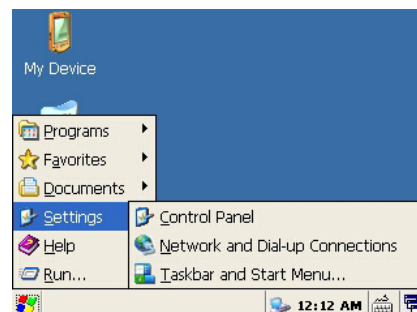 My Device
Programs
Favorites
Documents
Settings
Help
Run...
Control Panel
Network and Dial-up Connections
Taskbar and Start Menu...
12:12 AM